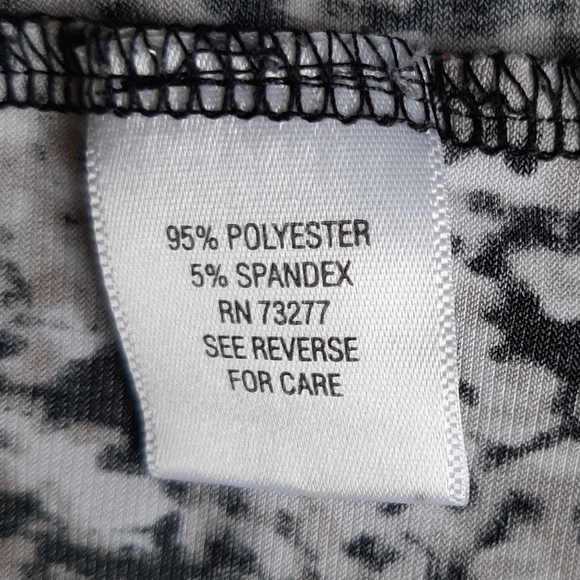 95% POLYESTER
5% SPANDEX
RN 73277
SEE REVERSE
FOR CARE